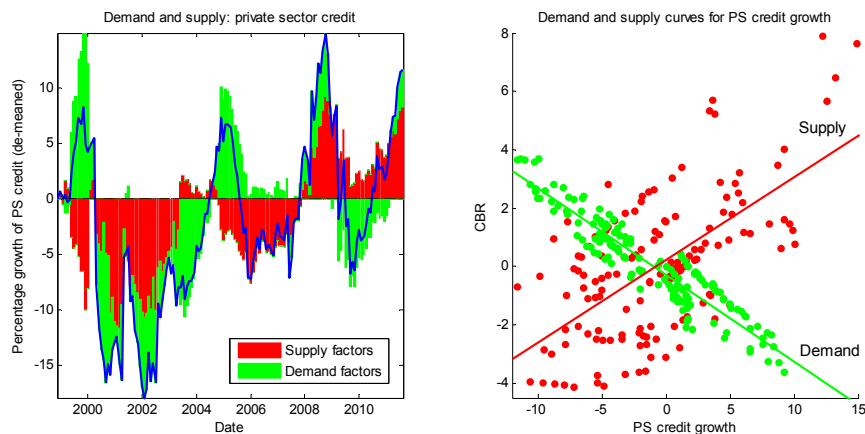 Demand and supply: private sector credit
Percentage growth of PS credit (de-meaned)
10
5
0
-5
-10
-15
Supply factors
Demand factors
2000 2002 2004 2006 2008 2010
Date
Demand and supply curves for PS credit growth
CBR
8
6
4
2
0
-2
-4
Supply
Demand
-10 -5 0 5 10 15
PS credit growth